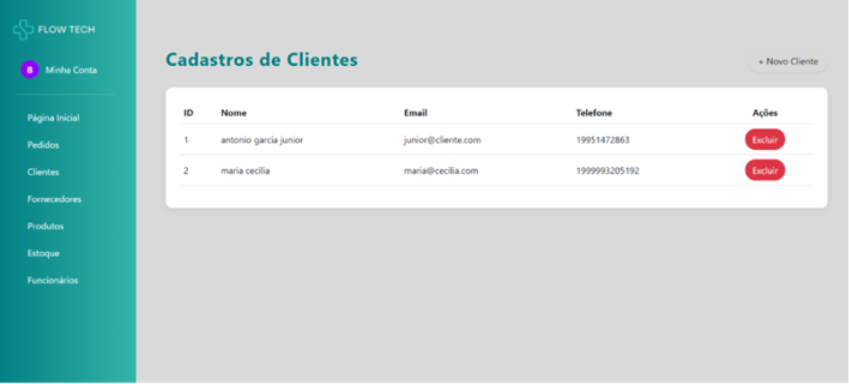 FLOW TECH
B Minha Conta
Página Inicial
Pedidos
Clientes
Fornecedores
Produtos
Estoque
Funcionários
Cadastros de Clientes
+ Novo Cliente
ID Nome Email Telefone Ações
1 antonio garcia junior junior@cliente.com 19951472863 Excluir
2 maria cecilia maria@cecilia.com 1999993205192 Excluir